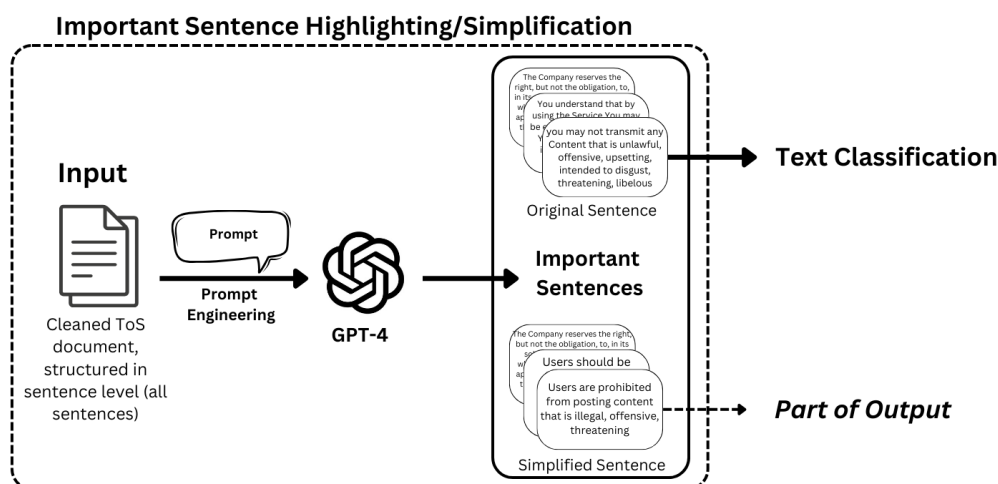 Important Sentence Highlighting/Simplification
Input
Cleaned ToS
document,
structured in
sentence level (all
sentences)
Prompt
Prompt
Engineering
GPT-4
The Company reserves the
right, but not the obligation, to,
in its
You understand that by
using the Service You may
be
you may not transmit any
Content that is unlawful,
offensive, upsetting,
intended to disgust,
threatening, libelous
Original Sentence
Important
Sentences
The Company reserves the right,
but not the obligation, to, in its
Users should be
Users are prohibited
from posting content
that is illegal, offensive,
threatening
Simplified Sentence
Text Classification
Part of Output